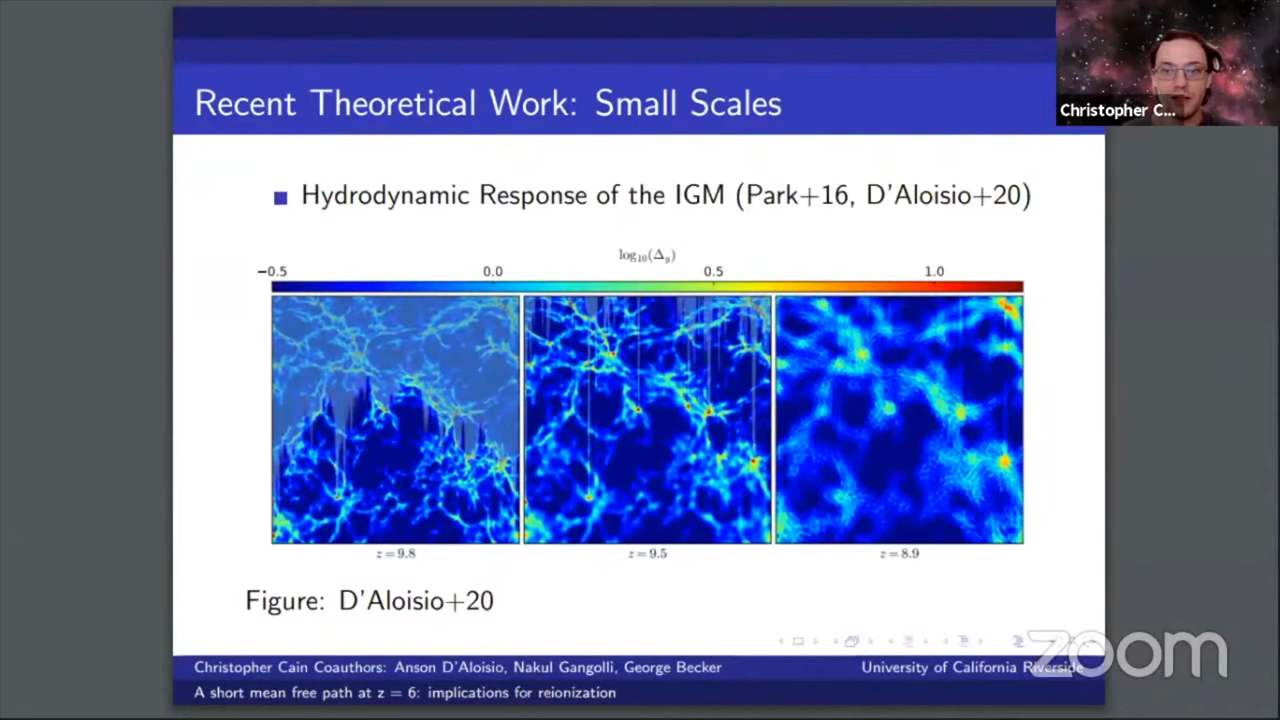 Recent Theoretical Work: Small Scales
Christopher C...
Hydrodynamic Response of the IGM (Park+16, D'Aloisio+20)
log₁₀(Δg)
−0.5 0.0 0.5 1.0
z=9.8 z=9.5 z=8.9
Figure: D'Aloisio+20
Christopher Cain Coauthors: Anson D'Aloisio, Nakul Gangolli, George Becker University of California Riverside
A short mean free path at z = 6: implications for reionization
zoom